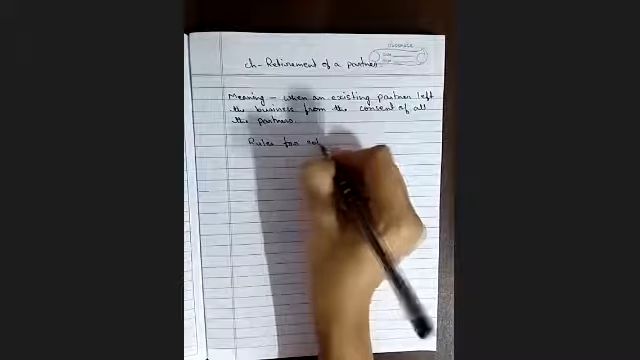 classmate
ch- Retirement of a partner.
Meaning - when an existing partner left
the business from the consent of all
the partners.
Rules for